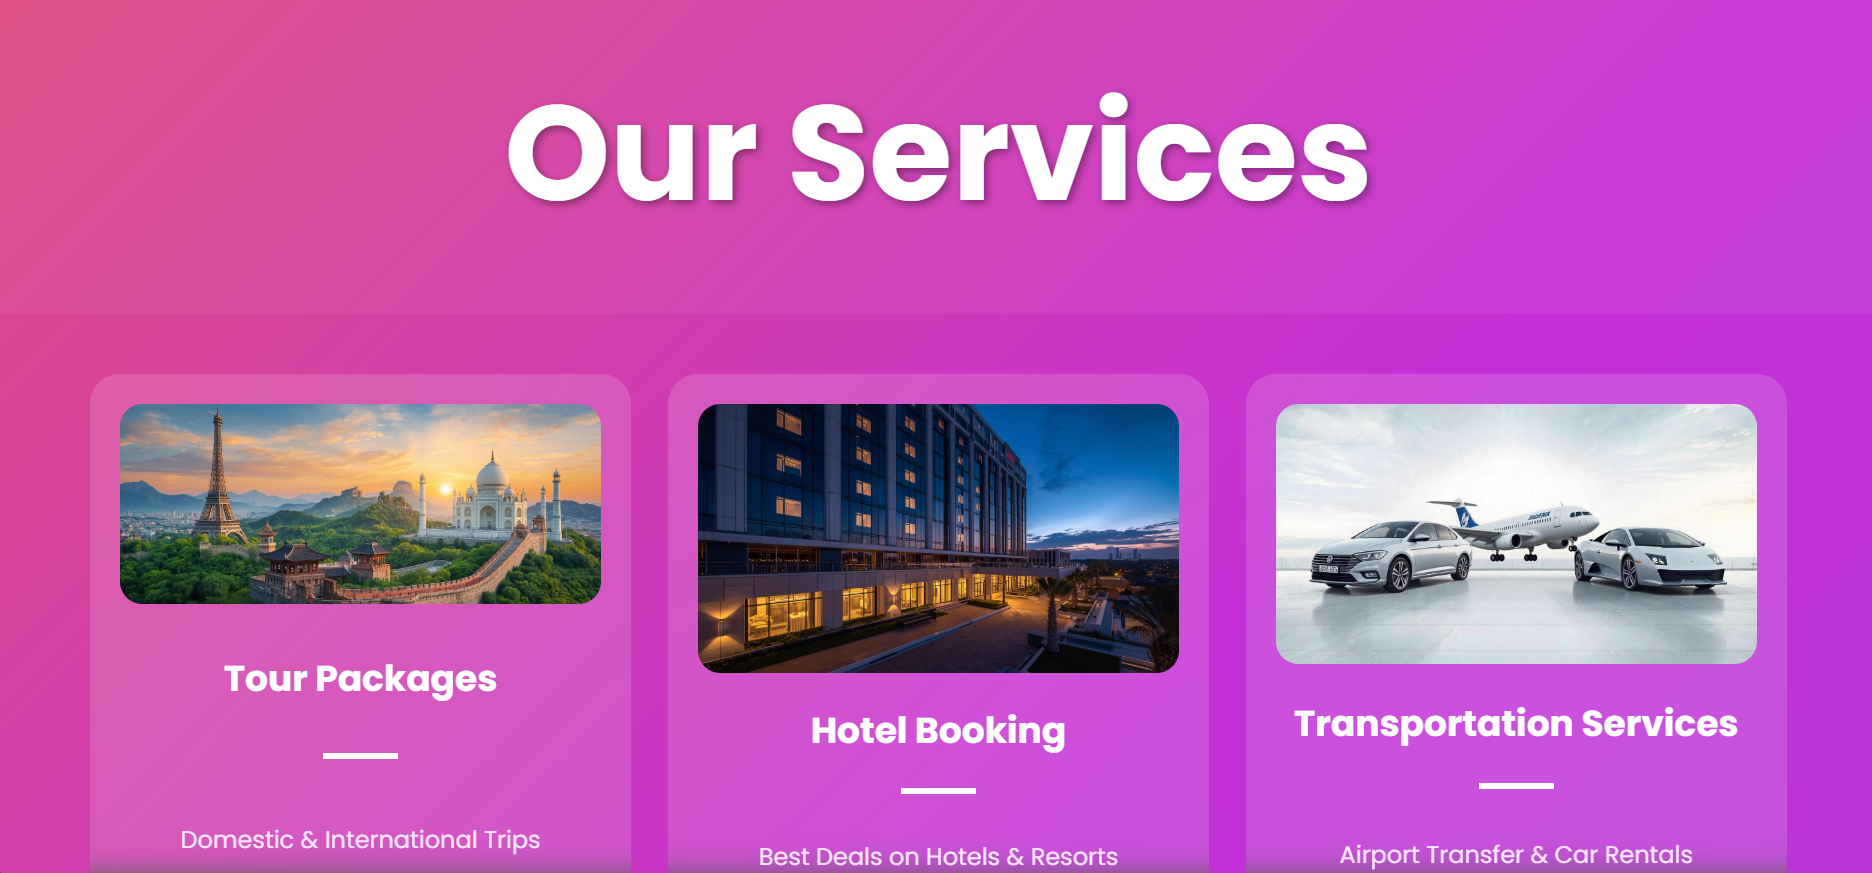 Our Services
Tour Packages
Domestic & International Trips
Hotel Booking
Best Deals on Hotels & Resorts
Transportation Services
Airport Transfer & Car Rentals